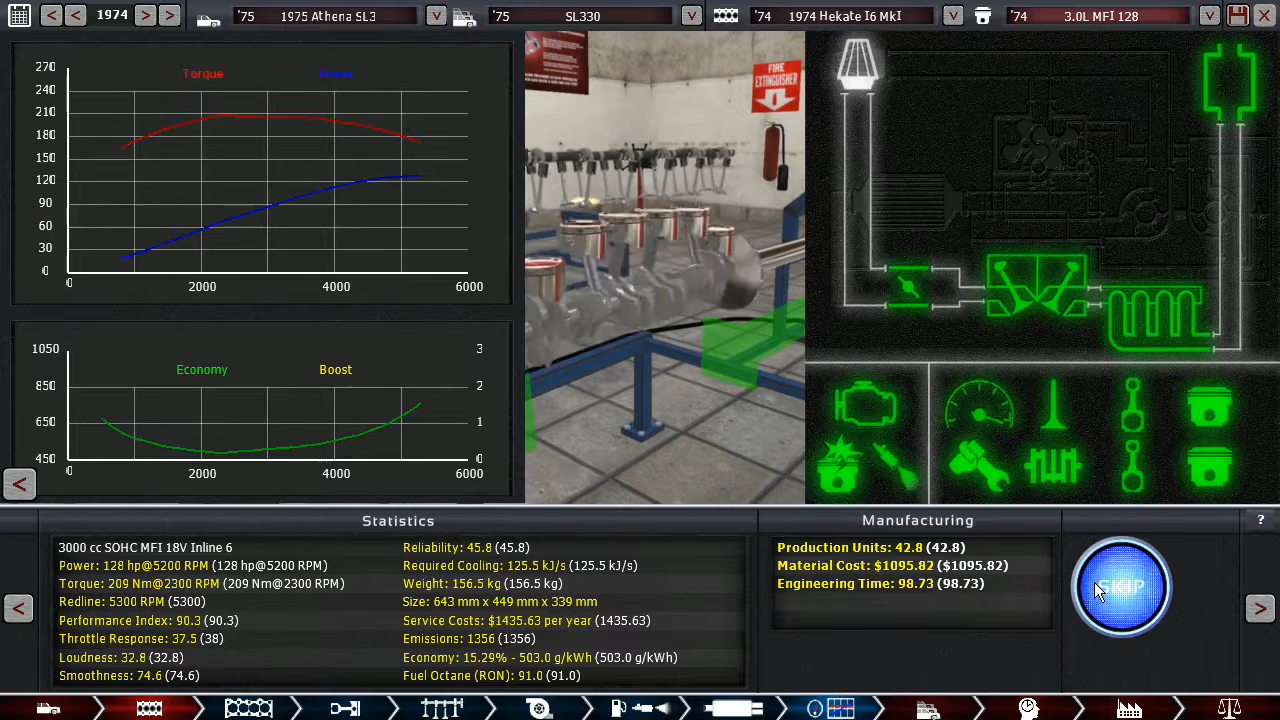 1974
'75 1975 Athena SL3
'75 SL330
'74 1974 Hekate I6 MkI
'74 3.0L MFI 128
Torque
Power
270
240
210
180
150
120
90
60
30
0
0 2000 4000 6000
FIRE
EXTINGUISHER
Economy
Boost
1050
850
650
450
3
2
1
0
0 2000 4000 6000
Statistics
3000 cc SOHC MFI 18V Inline 6
Power: 128 hp@5200 RPM (128 hp@5200 RPM)
Torque: 209 Nm@2300 RPM (209 Nm@2300 RPM)
Redline: 5300 RPM (5300)
Performance Index: 90.3 (90.3)
Throttle Response: 37.5 (38)
Loudness: 32.8 (32.8)
Smoothness: 74.6 (74.6)
Reliability: 45.8 (45.8)
Required Cooling: 125.5 kJ/s (125.5 kJ/s)
Weight: 156.5 kg (156.5 kg)
Size: 643 mm x 449 mm x 339 mm
Service Costs: $1435.63 per year (1435.63)
Emissions: 1356 (1356)
Economy: 15.29% - 503.0 g/kWh (503.0 g/kWh)
Fuel Octane (RON): 91.0 (91.0)
Manufacturing
Production Units: 42.8 (42.8)
Material Cost: $1095.82 ($1095.82)
Engineering Time: 98.73 (98.73)
?
SKIP